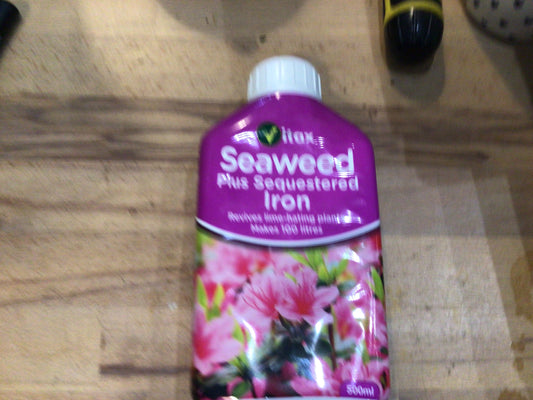 Vitax
Seaweed
Plus Sequestered
Iron
Revives lime-hating plants
Makes 100 litres
500ml